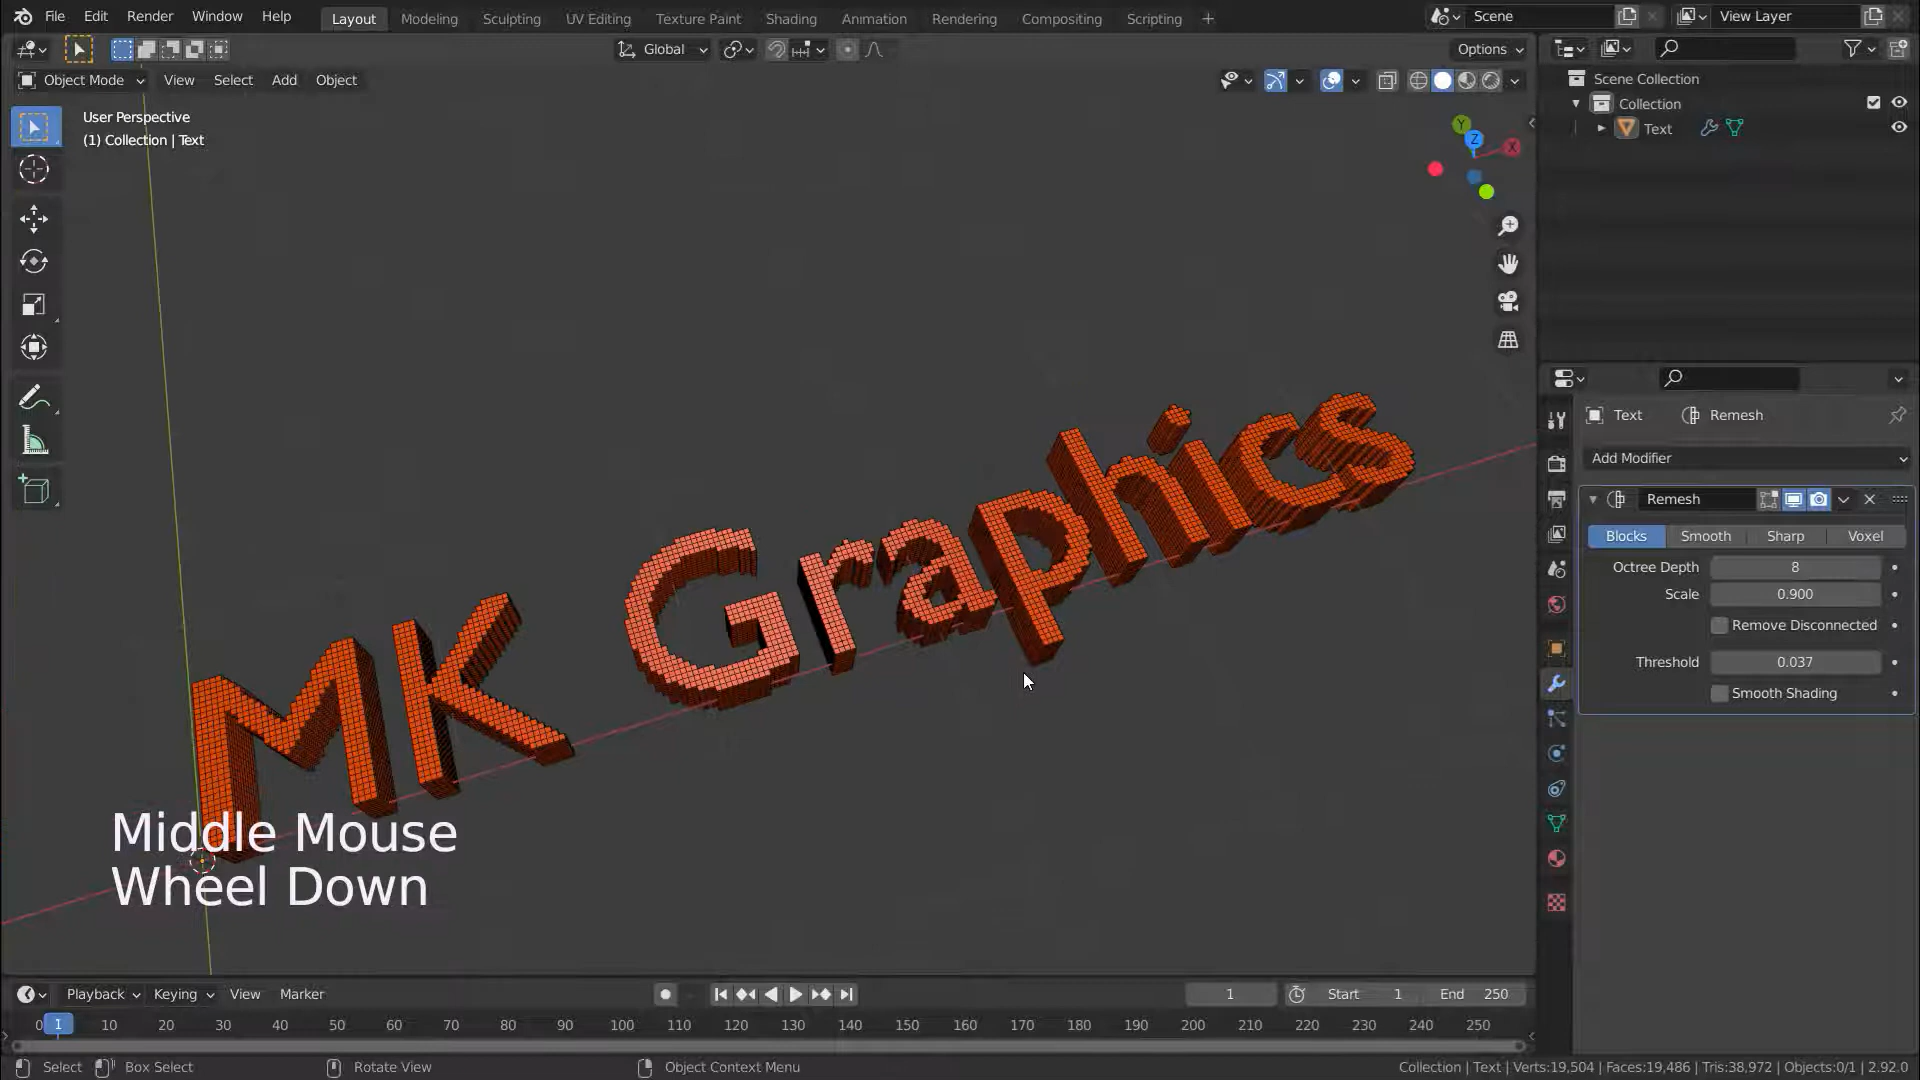 File Edit Render Window Help Layout Modeling Sculpting UV Editing Texture Paint Shading Animation Rendering Compositing Scripting + Scene View Layer
Global Options
Object Mode View Select Add Object
User Perspective
(1) Collection | Text
Y
Z
X
Scene Collection
Collection
Text
Text Remesh
Add Modifier
Remesh
Blocks Smooth Sharp Voxel
Octree Depth 8
Scale 0.900
Remove Disconnected
Threshold 0.037
Smooth Shading
MK Graphics
Middle Mouse
Wheel Down
Playback Keying View Marker 1 Start 1 End 250
0 1 10 20 30 40 50 60 70 80 90 100 110 120 130 140 150 160 170 180 190 200 210 220 230 240 250
Select Box Select Rotate View Object Context Menu Collection | Text | Verts:19,504 | Faces:19,486 | Tris:38,972 | Objects:0/1 | 2.92.0